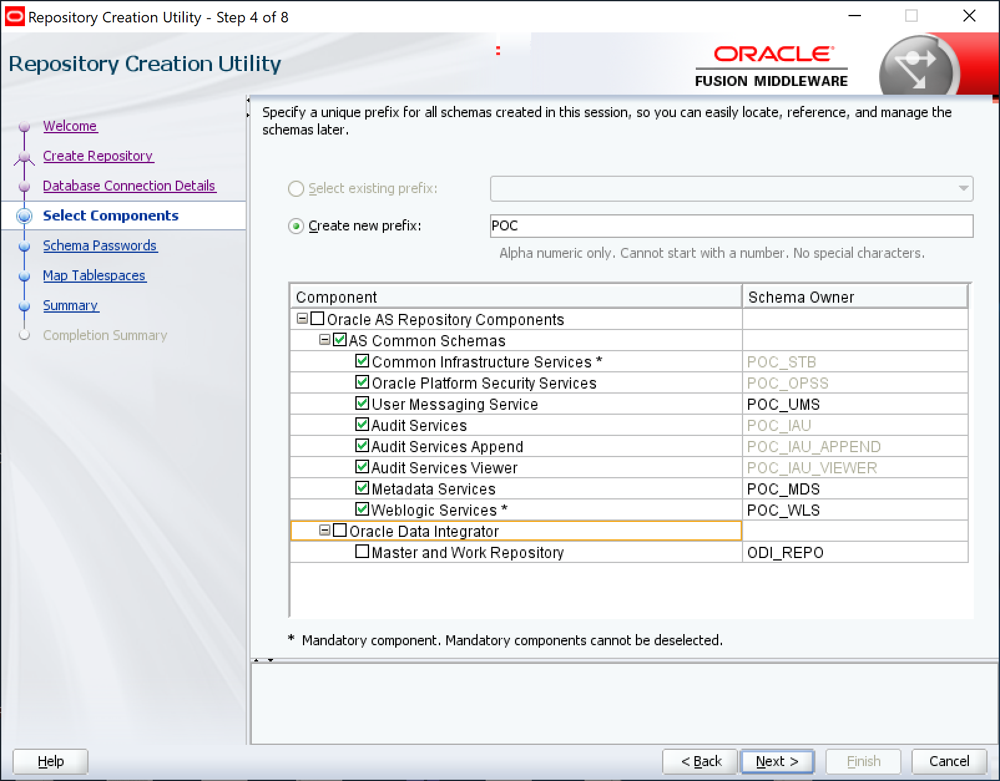 Repository Creation Utility - Step 4 of 8
Repository Creation Utility
ORACLE
FUSION MIDDLEWARE
Welcome
Create Repository
Database Connection Details
Select Components
Schema Passwords
Map Tablespaces
Summary
Completion Summary
Specify a unique prefix for all schemas created in this session, so you can easily locate, reference, and manage the
schemas later.
Select existing prefix:
Create new prefix: POC
Alpha numeric only. Cannot start with a number. No special characters.
Component Schema Owner
Oracle AS Repository Components
AS Common Schemas
Common Infrastructure Services * POC_STB
Oracle Platform Security Services POC_OPSS
User Messaging Service POC_UMS
Audit Services POC_IAU
Audit Services Append POC_IAU_APPEND
Audit Services Viewer POC_IAU_VIEWER
Metadata Services POC_MDS
Weblogic Services * POC_WLS
Oracle Data Integrator
Master and Work Repository ODI_REPO
* Mandatory component. Mandatory components cannot be deselected.
Help < Back Next > Finish Cancel